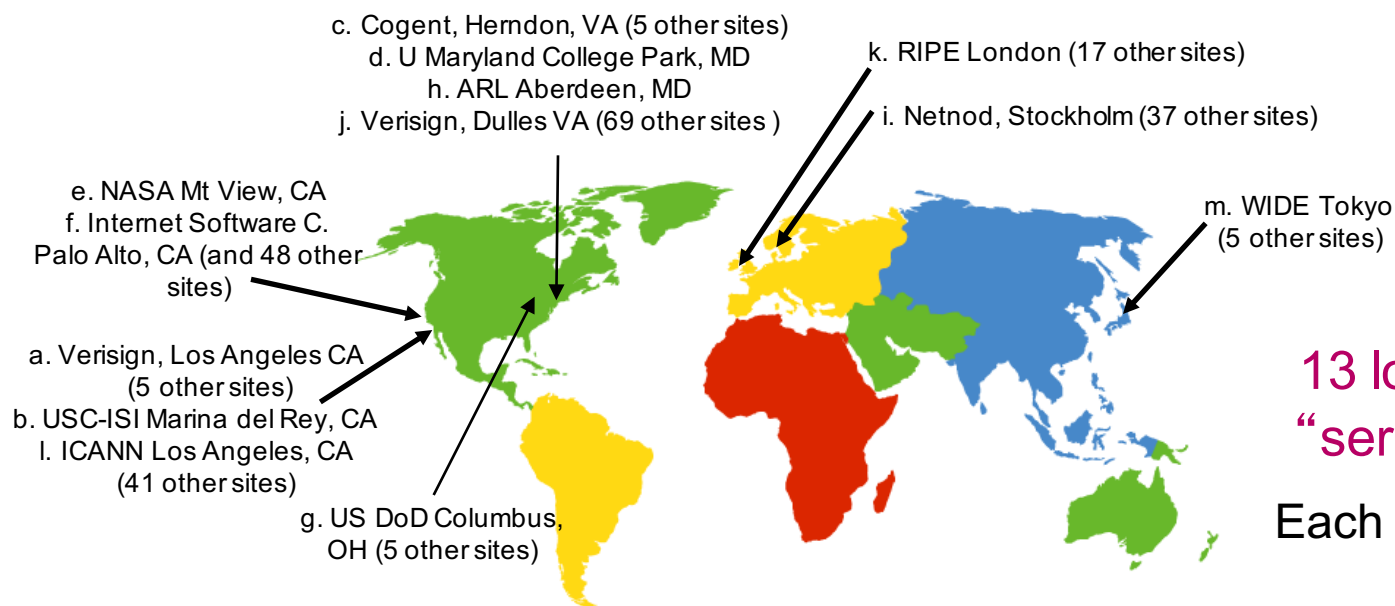 c. Cogent, Herndon, VA (5 other sites)
d. U Maryland College Park, MD
h. ARL Aberdeen, MD
j. Verisign, Dulles VA (69 other sites )
k. RIPE London (17 other sites)
i. Netnod, Stockholm (37 other sites)
e. NASA Mt View, CA
f. Internet Software C.
Palo Alto, CA (and 48 other
sites)
m. WIDE Tokyo
(5 other sites)
a. Verisign, Los Angeles CA
(5 other sites)
b. USC-ISI Marina del Rey, CA
l. ICANN Los Angeles, CA
(41 other sites)
g. US DoD Columbus,
OH (5 other sites)
13
Each